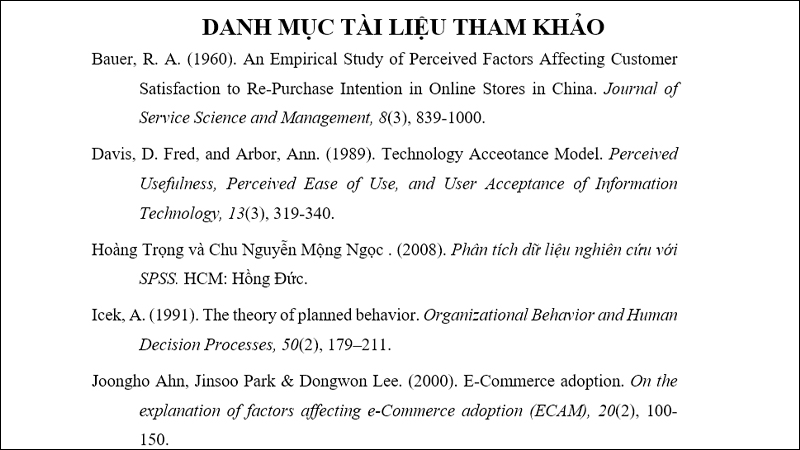 DANH MỤC TÀI LIỆU THAM KHẢO
Bauer, R. A. (1960). An Empirical Study of Perceived Factors Affecting Customer
Satisfaction to Re-Purchase Intention in Online Stores in China. Journal of
Service Science and Management, 8(3), 839-1000.
Davis, D. Fred, and Arbor, Ann. (1989). Technology Acceotance Model. Perceived
Usefulness, Perceived Ease of Use, and User Acceptance of Information
Technology, 13(3), 319-340.
Hoàng Trọng và Chu Nguyễn Mộng Ngọc . (2008). Phân tích dữ liệu nghiên cứu với
SPSS. HCM: Hồng Đức.
Icek, A. (1991). The theory of planned behavior. Organizational Behavior and Human
Decision Processes, 50(2), 179–211.
Joongho Ahn, Jinsoo Park & Dongwon Lee. (2000). E-Commerce adoption. On the
explanation of factors affecting e-Commerce adoption (ECAM), 20(2), 100-
150.